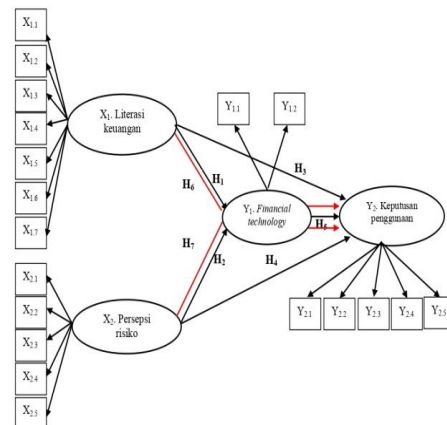 X1.1
X1.2
X1.3
X1.4
X1.5
X1.6
X1.7
X1. Literasi
keuangan
Y1.1
Y1.2
H3
H1
H6
Y1. Financial
technology
H5
Y2. Keputusan
penggunaan
H7
H2
H4
X2.1
X2.2
X2.3
X2.4
X2.5
X2. Persepsi
risiko
Y2.1
Y2.2
Y2.3
Y2.4
Y2.5